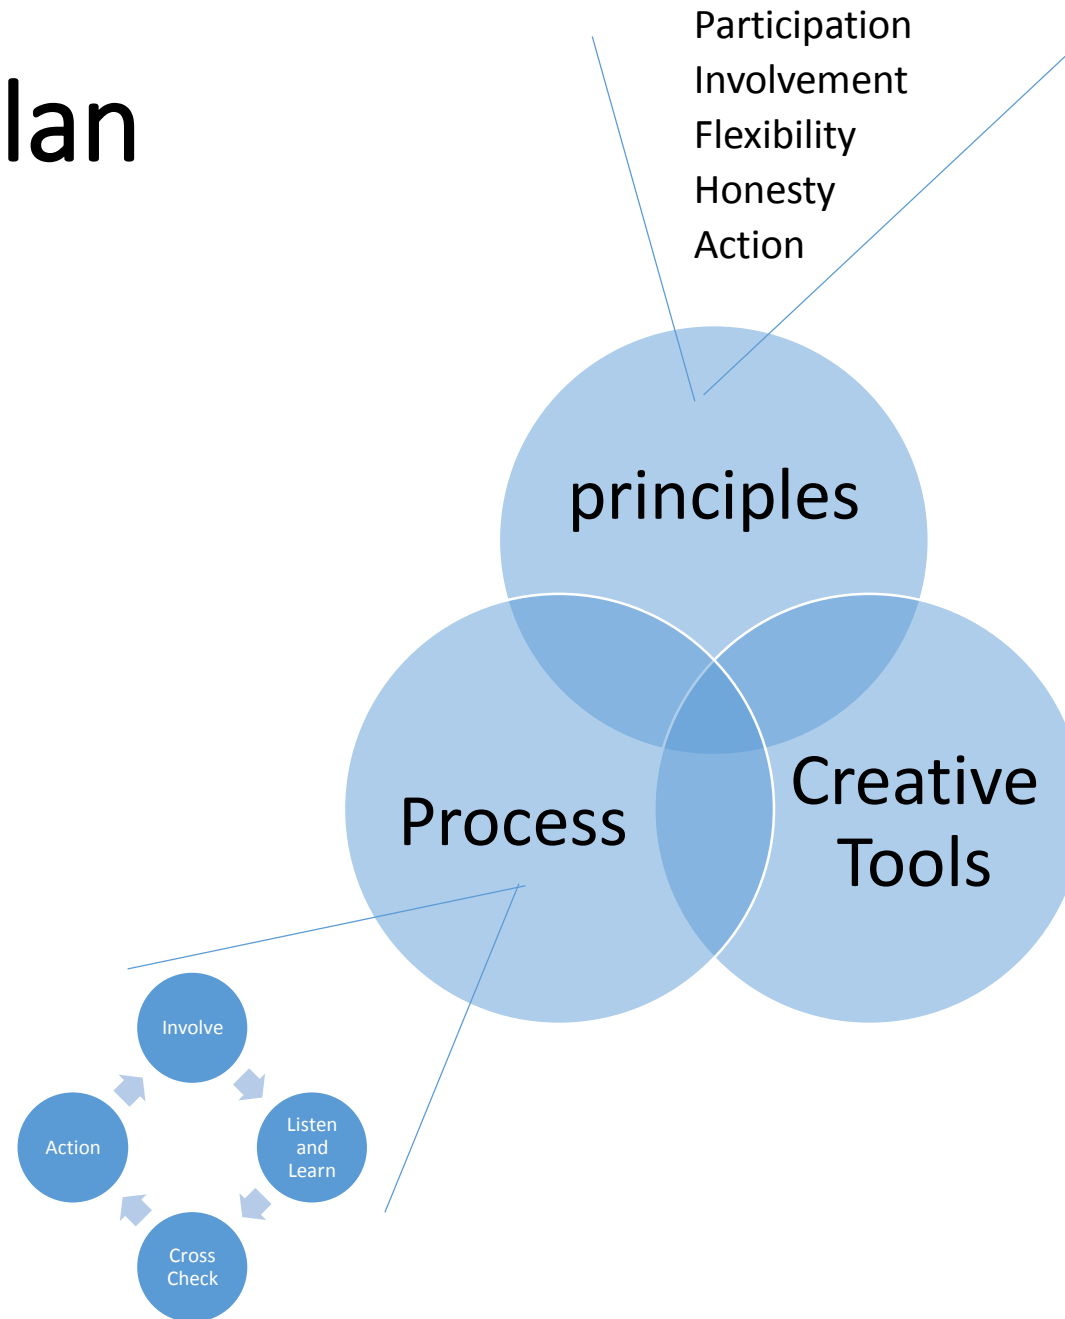 lan
Participation
Involvement
Flexibility
Honesty
Action
principles
Process
Creative
Tools
Involve
Listen
and
Learn
Cross
Check
Action